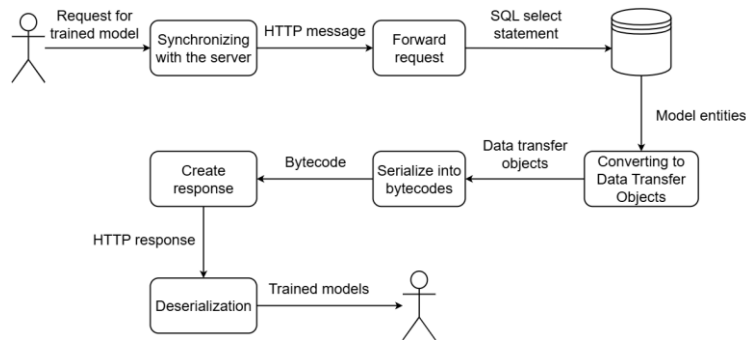 Request for
trained model
Synchronizing
with the server
HTTP message
Forward
request
SQL select
statement
Model entities
Converting to
Data Transfer
Objects
Data transfer
objects
Serialize into
bytecodes
Bytecode
Create
response
HTTP response
Deserialization
Trained models